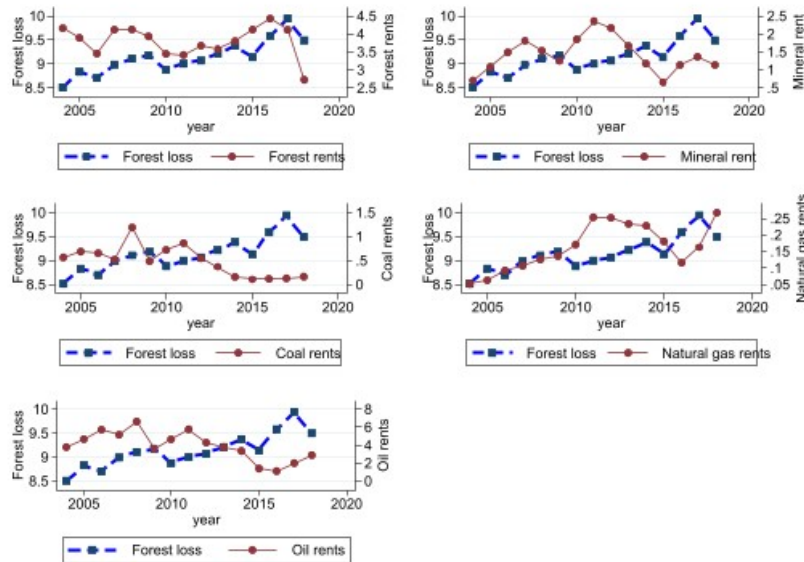 Forest loss
10
9.5
9
8.5
4.5
4
3.5
3
2.5
Forest rents
2005 2010 2015 2020
year
Forest loss Forest rents
Forest loss
10
9.5
9
8.5
2.5
2
1.5
1
.5
Mineral rent
2005 2010 2015 2020
year
Forest loss Mineral rent
Forest loss
10
9.5
9
8.5
1.5
1
.5
0
Coal rents
2005 2010 2015 2020
year
Forest loss Coal rents
Forest loss
10
9.5
9
8.5
.25
.2
.15
.1
.05
Natural gas rents
2005 2010 2015 2020
year
Forest loss Natural gas rents
Forest loss
10
9.5
9
8.5
8
6
4
2
0
Oil rents
2005 2010 2015 2020
year
Forest loss Oil rents